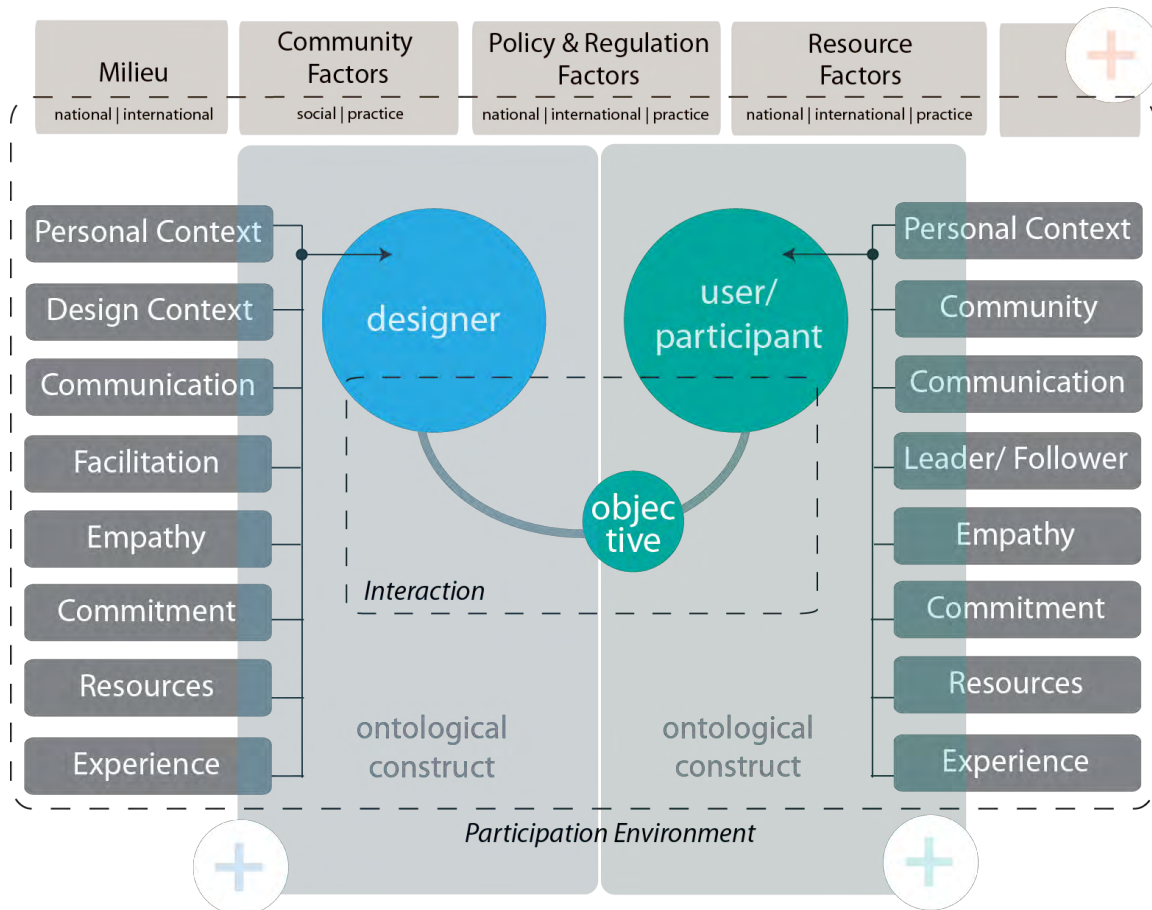 Milieu
national | international
Community
Factors
social | practice
Policy & Regulation
Factors
national | international | practice
Resource
Factors
national | international | practice
Personal Context
Design Context
Communication
Facilitation
Empathy
Commitment
Resources
Experience
designer
user/
participant
objec
tive
Interaction
ontological
construct
ontological
construct
Personal Context
Community
Communication
Leader/ Follower
Empathy
Commitment
Resources
Experience
Participation Environment